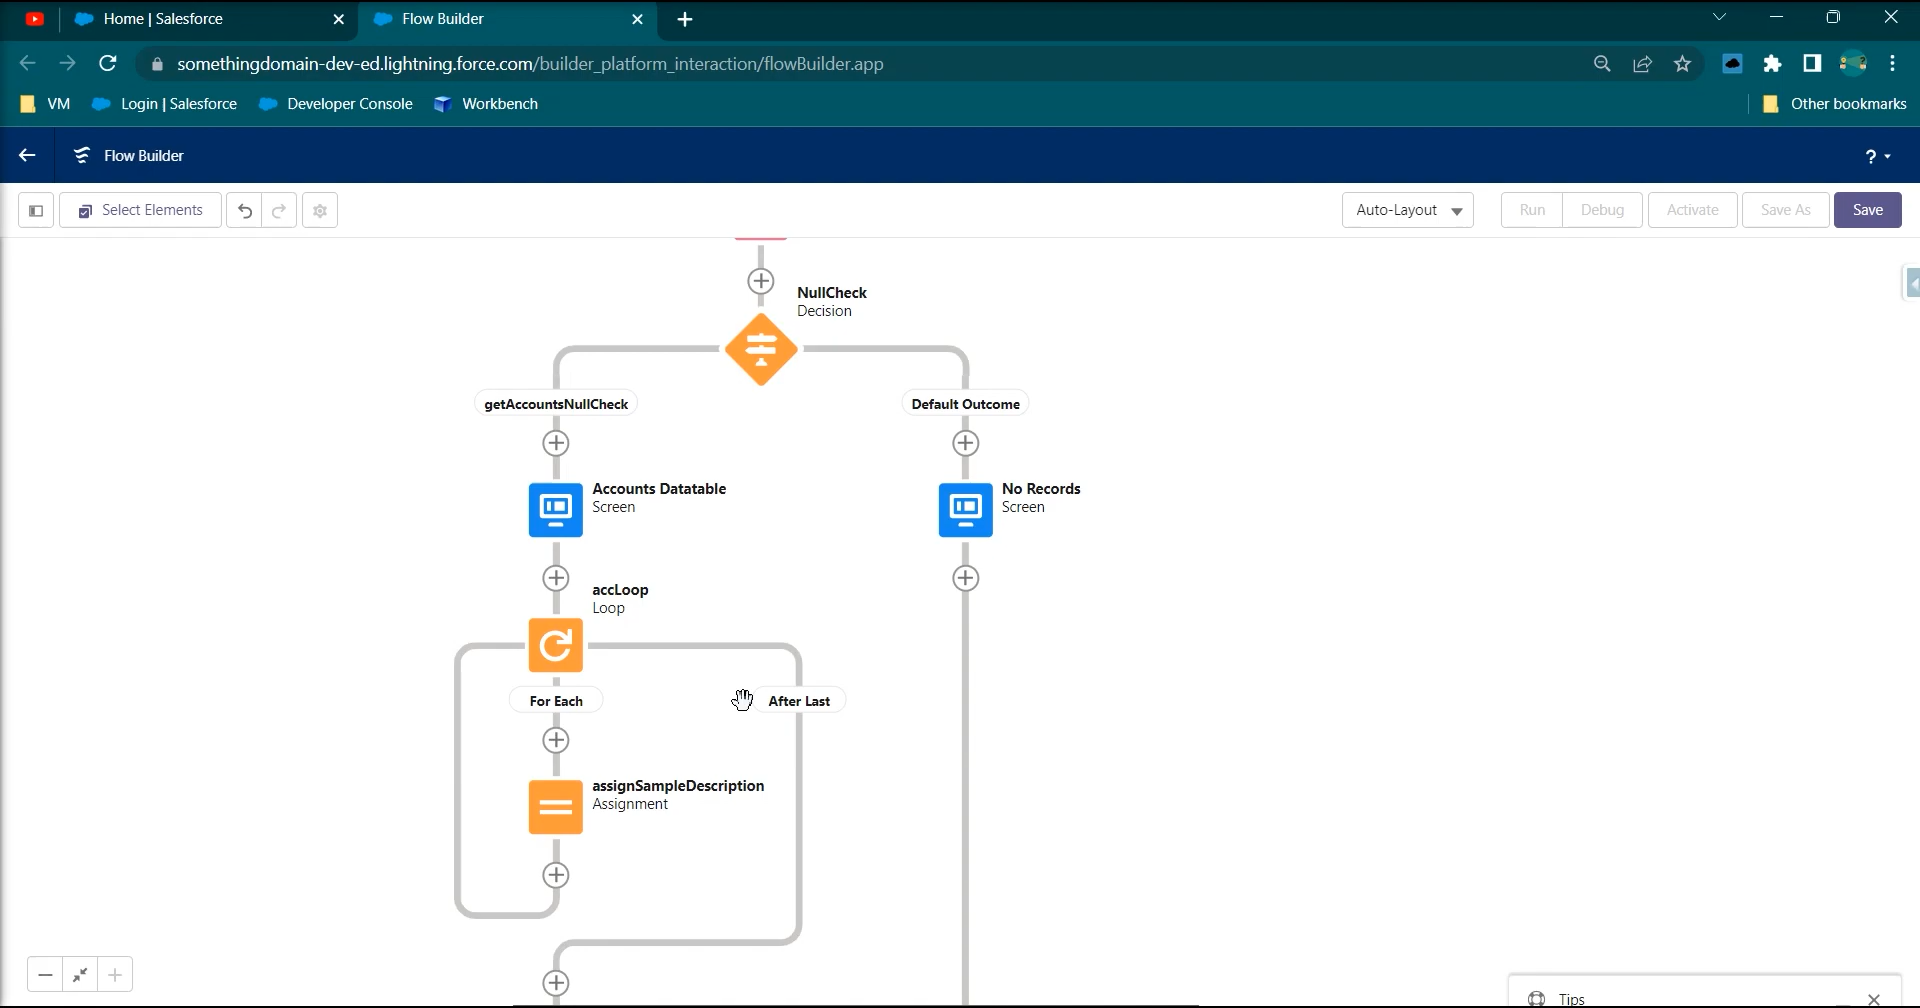 Home | Salesforce
Flow Builder
somethingdomain-dev-ed.lightning.force.com/builder_platform_interaction/flowBuilder.app
VM
Login | Salesforce
Developer Console
Workbench
Other bookmarks
Flow Builder
?
Select Elements
Auto-Layout
Run
Debug
Activate
Save As
Save
NullCheck
Decision
getAccountsNullCheck
Default Outcome
Accounts Datatable
Screen
No Records
Screen
accLoop
Loop
For Each
After Last
assignSampleDescription
Assignment
Tips